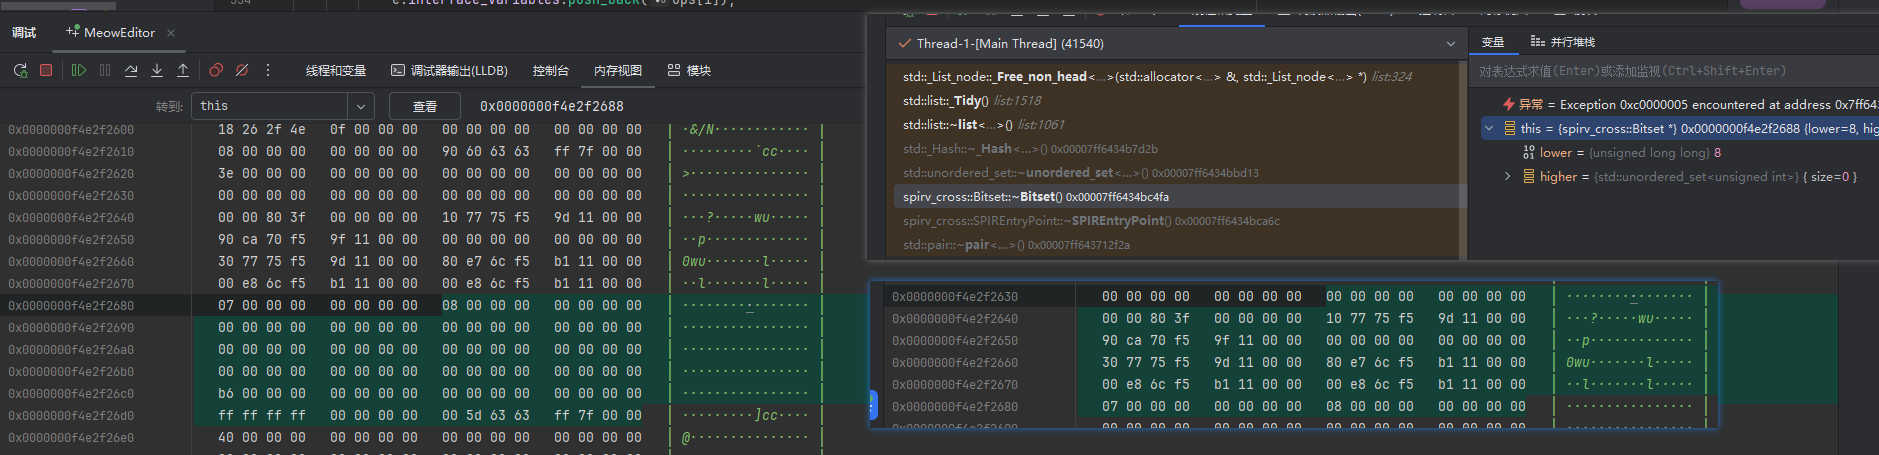 334
e.interface_variables.push_back( ops[i]);
调试 MeowEditor ×
线程和变量 调试器输出(LLDB) 控制台 内存视图 模块
转到: this 查看 0x0000000f4e2f2688
0x0000000f4e2f2600 18 26 2f 4e 0f 00 00 00 00 00 00 00 00 00 00 00 ·&/N············
0x0000000f4e2f2610 08 00 00 00 00 00 00 00 90 60 63 63 ff 7f 00 00 ·········`cc····
0x0000000f4e2f2620 3e 00 00 00 00 00 00 00 00 00 00 00 00 00 00 00 >···············
0x0000000f4e2f2630 00 00 00 00 00 00 00 00 00 00 00 00 00 00 00 00 ················
0x0000000f4e2f2640 00 00 80 3f 00 00 00 00 10 77 75 f5 9d 11 00 00 ···?·····wu·····
0x0000000f4e2f2650 90 ca 70 f5 9f 11 00 00 00 00 00 00 00 00 00 00 ··p·············
0x0000000f4e2f2660 30 77 75 f5 9d 11 00 00 80 e7 6c f5 b1 11 00 00 0wu·······l·····
0x0000000f4e2f2670 00 e8 6c f5 b1 11 00 00 00 e8 6c f5 b1 11 00 00 ··l·······l·····
0x0000000f4e2f2680 07 00 00 00 00 00 00 00 08 00 00 00 00 00 00 00 ················
0x0000000f4e2f2690 00 00 00 00 00 00 00 00 00 00 00 00 00 00 00 00 ················
0x0000000f4e2f26a0 00 00 00 00 00 00 00 00 00 00 00 00 00 00 00 00 ················
0x0000000f4e2f26b0 00 00 00 00 00 00 00 00 00 00 00 00 00 00 00 00 ················
0x0000000f4e2f26c0 b6 00 00 00 00 00 00 00 00 00 00 00 00 00 00 00 ················
0x0000000f4e2f26d0 ff ff ff ff 00 00 00 00 00 5d 63 63 ff 7f 00 00 ·········]cc····
0x0000000f4e2f26e0 40 00 00 00 00 00 00 00 00 00 00 00 00 00 00 00 @···············
Thread-1-[Main Thread] (41540)
std::_List_node::_Free_non_head<...>(std::allocator<...> &, std::_List_node<...> *) list:324
std::list::_Tidy() list:1518
std::list::~list<...>() list:1061
std::_Hash::~_Hash<...>() 0x00007ff6434b7d2b
std::unordered_set::~unordered_set<...>() 0x00007ff6434bbd13
spirv_cross::Bitset::~Bitset() 0x00007ff6434bc4fa
spirv_cross::SPIREntryPoint::~SPIREntryPoint() 0x00007ff6434bca6c
std::pair::~pair<...>() 0x00007ff643712f2a
变量 并行堆栈
对表达式求值(Enter)或添加监视(Ctrl+Shift+Enter)
异常 = Exception 0xc0000005 encountered at address 0x7ff643
this = {spirv_cross::Bitset *} 0x0000000f4e2f2688 {lower=8, hig
lower = {unsigned long long} 8
higher = {std::unordered_set<unsigned int>} { size=0 }
0x0000000f4e2f2630 00 00 00 00 00 00 00 00 00 00 00 00 00 00 00 00 ················
0x0000000f4e2f2640 00 00 80 3f 00 00 00 00 10 77 75 f5 9d 11 00 00 ···?·····wu·····
0x0000000f4e2f2650 90 ca 70 f5 9f 11 00 00 00 00 00 00 00 00 00 00 ··p·············
0x0000000f4e2f2660 30 77 75 f5 9d 11 00 00 80 e7 6c f5 b1 11 00 00 0wu·······l·····
0x0000000f4e2f2670 00 e8 6c f5 b1 11 00 00 00 e8 6c f5 b1 11 00 00 ··l·······l·····
0x0000000f4e2f2680 07 00 00 00 00 00 00 00 08 00 00 00 00 00 00 00 ················